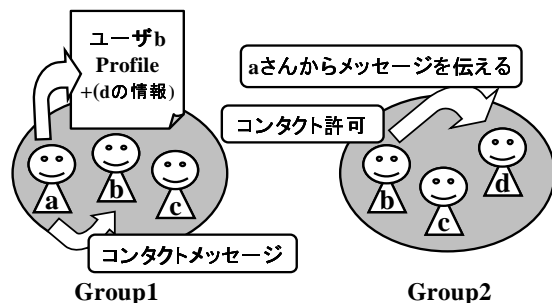 ユーザb
Profile
+(dの情報)
a
b
c
コンタクトメッセージ
Group1
aさんからメッセージを伝える
コンタクト許可
b
c
d
Group2